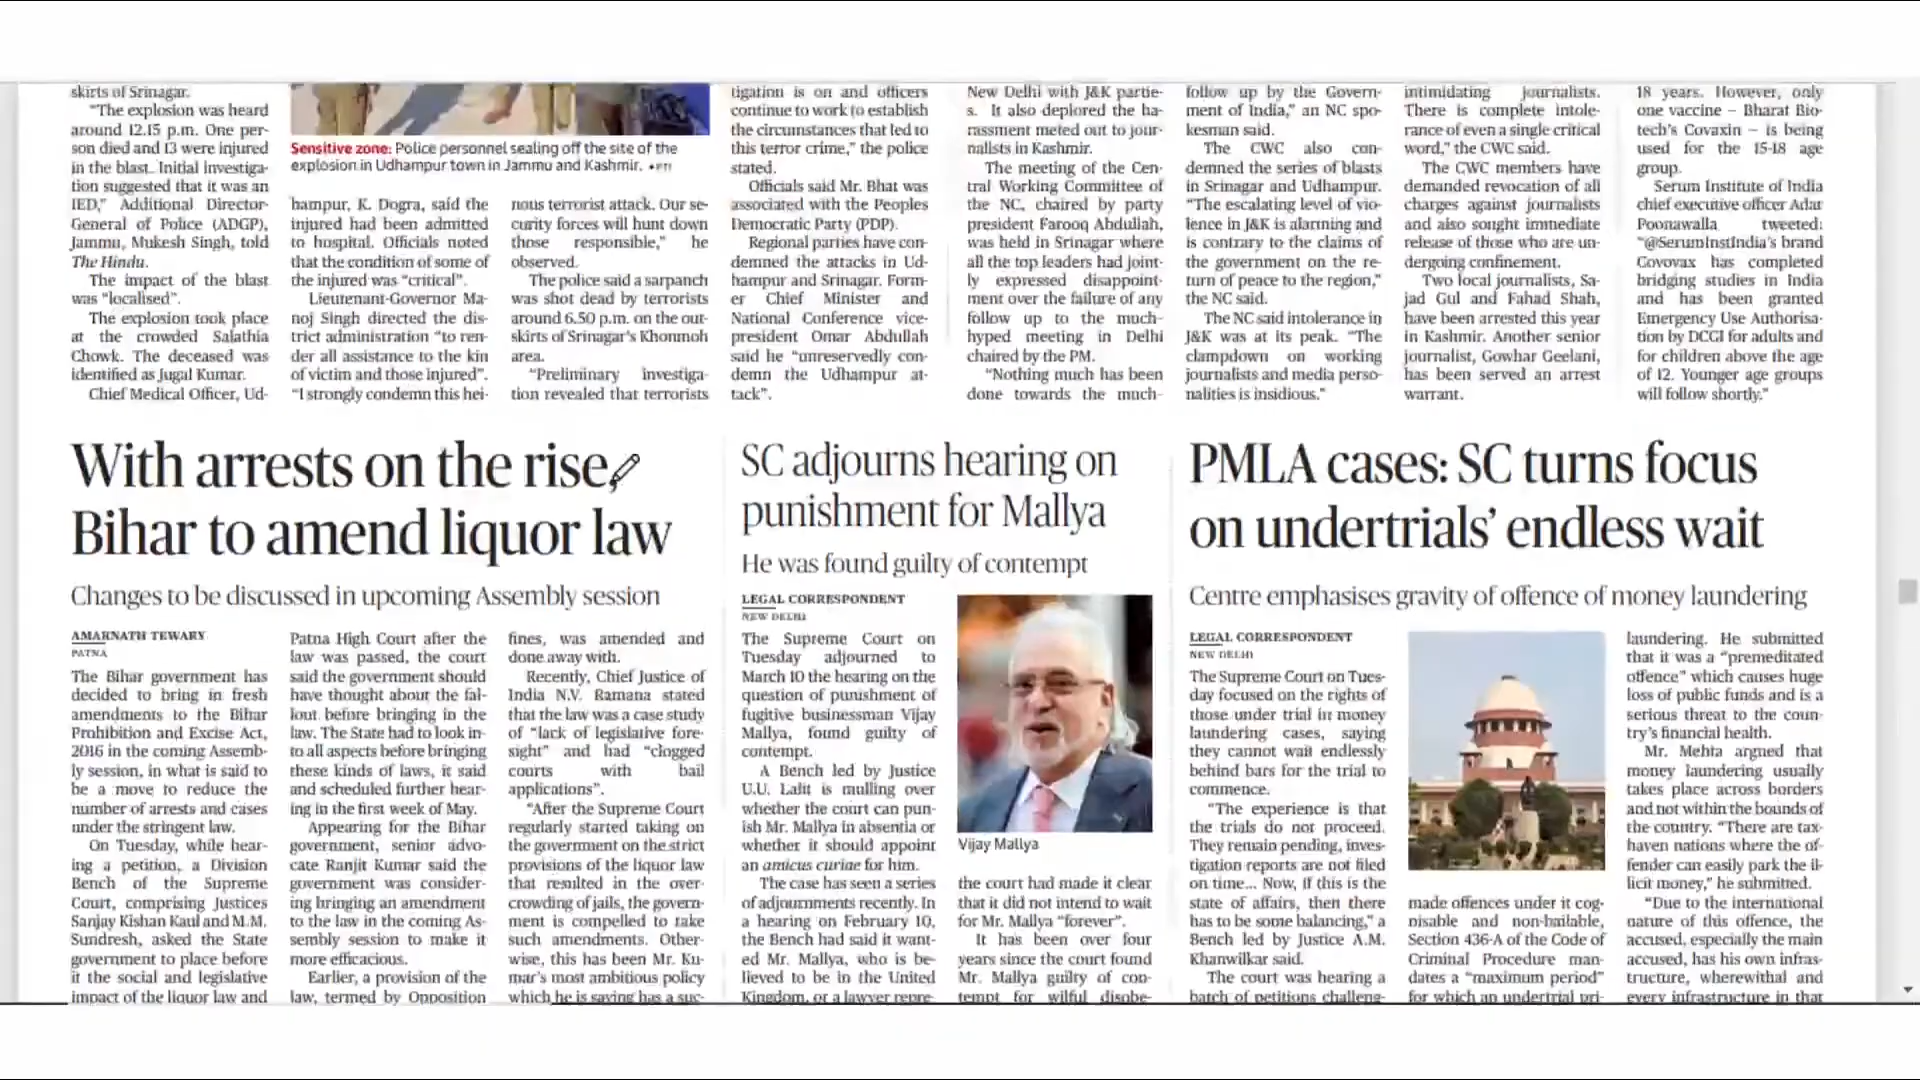 skirts of Srinagar.
"The explosion was heard
around 12.15 p.m. One per-
son died and 13 were injured
in the blast. Initial investiga-
tion suggested that it was an
IED," Additional Director-
General of Police (ADGP),
Jammu, Mukesh Singh, told
The Hindu.
The impact of the blast
was "localised".
The explosion took place
at the crowded Salathia
Chowk. The deceased was
identified as Jugal Kumar.
Chief Medical Officer, Ud-
Sensitive zone: Police personnel sealing off the site of the
explosion in Udhampur town in Jammu and Kashmir. • PTI
hampur, K. Dogra, said the
injured had been admitted
to hospital. Officials noted
that the condition of some of
the injured was "critical".
Lieutenant-Governor Ma-
noj Singh directed the dis-
trict administration "to ren-
der all assistance to the kin
of victim and those injured".
"I strongly condemn this hei-
nous terrorist attack. Our se-
curity forces will hunt down
those responsible," he
observed.
The police said a sarpanch
was shot dead by terrorists
around 6.50 p.m. on the out-
skirts of Srinagar's Khonmoh
area.
"Preliminary investiga-
tion revealed that terrorists
tigation is on and officers
continue to work to establish
the circumstances that led to
this terror crime," the police
stated.
Officials said Mr. Bhat was
associated with the Peoples
Democratic Party (PDP).
Regional parties have con-
demned the attacks in Ud-
hampur and Srinagar. Form-
er Chief Minister and
National Conference vice-
president Omar Abdullah
said he "unreservedly con-
demn the Udhampur at-
tack".
New Delhi with J&K partie-
s. It also deplored the ha-
rassment meted out to jour-
nalists in Kashmir.
The meeting of the Cen-
tral Working Committee of
the NC, chaired by party
president Farooq Abdullah,
was held in Srinagar where
all the top leaders had joint-
ly expressed disappoint-
ment over the failure of any
follow up to the much-
hyped meeting in Delhi
chaired by the PM.
"Nothing much has been
done towards the much-
follow up by the Govern-
ment of India," an NC spo-
kesman said.
The CWC also con-
demned the series of blasts
in Srinagar and Udhampur.
"The escalating level of vio-
lence in J&K is alarming and
is contrary to the claims of
the government on the re-
turn of peace to the region,"
the NC said.
The NC said intolerance in
J&K was at its peak. "The
clampdown on working
journalists and media perso-
nalities is insidious."
intimidating journalists.
There is complete intole-
rance of even a single critical
word," the CWC said.
The CWC members have
demanded revocation of all
charges against journalists
and also sought immediate
release of those who are un-
dergoing confinement.
Two local journalists, Sa-
jad Gul and Fahad Shah,
have been arrested this year
in Kashmir. Another senior
journalist, Gowhar Geelani,
has been served an arrest
warrant.
18 years. However, only
one vaccine – Bharat Bio-
tech's Covaxin – is being
used for the 15-18 age
group.
Serum Institute of India
chief executive officer Adar
Poonawalla tweeted:
"@SerumInstIndia's brand
Covovax has completed
bridging studies in India
and has been granted
Emergency Use Authorisa-
tion by DCGI for adults and
for children above the age
of 12. Younger age groups
will follow shortly."
With arrests on the rise,
Bihar to amend liquor law
Changes to be discussed in upcoming Assembly session
AMARNATH TEWARY
PATNA
The Bihar government has
decided to bring in fresh
amendments to the Bihar
Prohibition and Excise Act,
2016 in the coming Assemb-
ly session, in what is said to
be a move to reduce the
number of arrests and cases
under the stringent law.
On Tuesday, while hear-
ing a petition, a Division
Bench of the Supreme
Court, comprising Justices
Sanjay Kishan Kaul and M.M.
Sundresh, asked the State
government to place before
it the social and legislative
impact of the liquor law and
Patna High Court after the
law was passed, the court
said the government should
have thought about the fal-
lout before bringing in the
law. The State had to look in-
to all aspects before bringing
these kinds of laws, it said
and scheduled further hear-
ing in the first week of May.
Appearing for the Bihar
government, senior advo-
cate Ranjit Kumar said the
government was consider-
ing bringing an amendment
to the law in the coming As-
sembly session to make it
more efficacious.
Earlier, a provision of the
law, termed by Opposition
fines, was amended and
done away with.
Recently, Chief Justice of
India N.V. Ramana stated
that the law was a case study
of "lack of legislative fore-
sight" and had "clogged
courts with bail
applications".
"After the Supreme Court
regularly started taking on
the government on the strict
provisions of the liquor law
that resulted in the over-
crowding of jails, the govern-
ment is compelled to take
such amendments. Other-
wise, this has been Mr. Ku-
mar's most ambitious policy
which he is saying has a suc-
SC adjourns hearing on
punishment for Mallya
He was found guilty of contempt
LEGAL CORRESPONDENT
NEW DELHI
The Supreme Court on
Tuesday adjourned to
March 10 the hearing on the
question of punishment of
fugitive businessman Vijay
Mallya, found guilty of
contempt.
A Bench led by Justice
U.U. Lalit is mulling over
whether the court can pun-
ish Mr. Mallya in absentia or
whether it should appoint
an amicus curiae for him.
The case has seen a series
of adjournments recently. In
a hearing on February 10,
the Bench had said it want-
ed Mr. Mallya, who is be-
lieved to be in the United
Kingdom, or a lawyer repre-
Vijay Mallya
the court had made it clear
that it did not intend to wait
for Mr. Mallya "forever".
It has been over four
years since the court found
Mr. Mallya guilty of con-
tempt for wilful disobe-
PMLA cases: SC turns focus
on undertrials' endless wait
Centre emphasises gravity of offence of money laundering
LEGAL CORRESPONDENT
NEW DELHI
The Supreme Court on Tues-
day focused on the rights of
those under trial in money
laundering cases, saying
they cannot wait endlessly
behind bars for the trial to
commence.
"The experience is that
the trials do not proceed.
They remain pending, inves-
tigation reports are not filed
on time... Now, if this is the
state of affairs, then there
has to be some balancing," a
Bench led by Justice A.M.
Khanwilkar said.
The court was hearing a
batch of petitions challeng-
made offences under it cog-
nisable and non-bailable,
Section 436-A of the Code of
Criminal Procedure man-
dates a "maximum period"
for which an undertrial pri-
laundering. He submitted
that it was a "premeditated
offence" which causes huge
loss of public funds and is a
serious threat to the coun-
try's financial health.
Mr. Mehta argued that
money laundering usually
takes place across borders
and not within the bounds of
the country. "There are tax-
haven nations where the of-
fender can easily park the il-
licit money," he submitted.
"Due to the international
nature of this offence, the
accused, especially the main
accused, has his own infras-
tructure, wherewithal and
every infrastructure in that